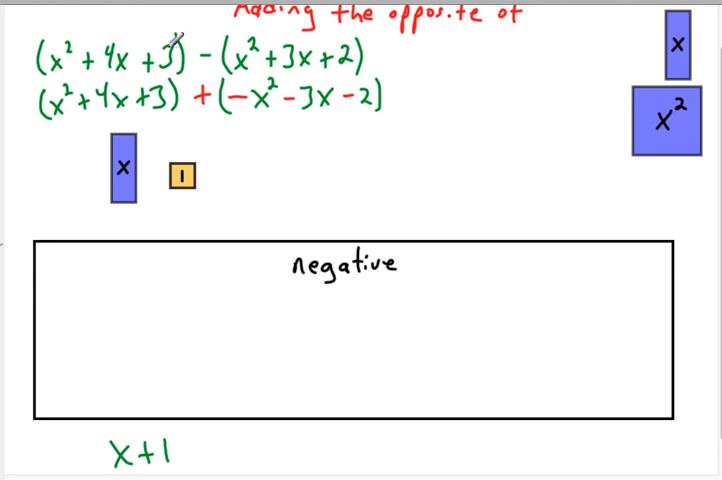 Adding the opposite of
(x² + 4x + 3) - (x² + 3x + 2)
(x² + 4x + 3) + (-x² - 3x - 2)
x
x²
x
1
negative
x + 1